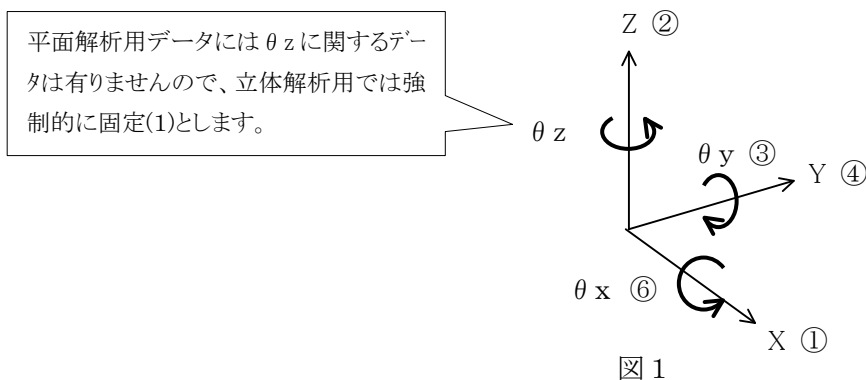 平面解析用データにはθzに関するデー
タは有りませんので、立体解析用では強
制的に固定(1)とします。
Z ②
θz
θy ③
Y ④
θx ⑥
X ①
図1